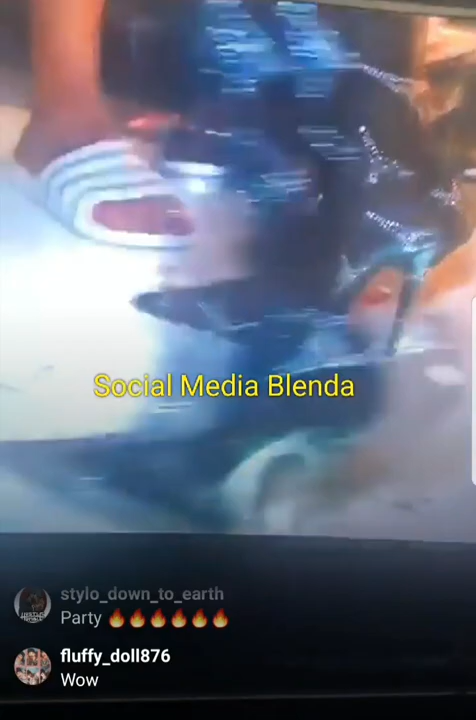 Social Media Blenda
stylo_down_to_earth
Party 🔥🔥🔥🔥🔥🔥
fluffy_doll876
Wow